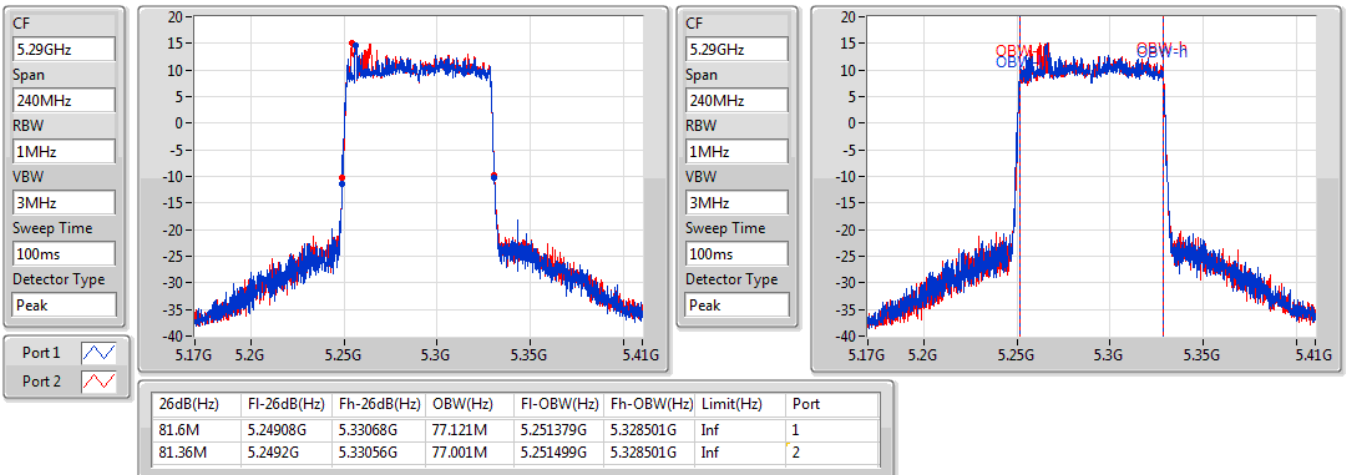 CF
5.29GHz
Span
240MHz
RBW
1MHz
VBW
3MHz
Sweep Time
100ms
Detector Type
Peak
20
15
10
5
0
-5
-10
-15
-20
-25
-30
-35
-40
5.17G 5.2G 5.25G 5.3G 5.35G 5.41G
CF
5.29GHz
Span
240MHz
RBW
1MHz
VBW
3MHz
Sweep Time
100ms
Detector Type
Peak
20
15
10
5
0
-5
-10
-15
-20
-25
-30
-35
-40
OBW-h
OBW-h
5.17G 5.2G 5.25G 5.3G 5.35G 5.41G
Port 1
Port 2
26dB(Hz) Fl-26dB(Hz) Fh-26dB(Hz) OBW(Hz) Fl-OBW(Hz) Fh-OBW(Hz) Limit(Hz) Port
81.6M 5.24908G 5.33068G 77.121M 5.251379G 5.328501G Inf 1
81.36M 5.2492G 5.33056G 77.001M 5.251499G 5.328501G Inf 2